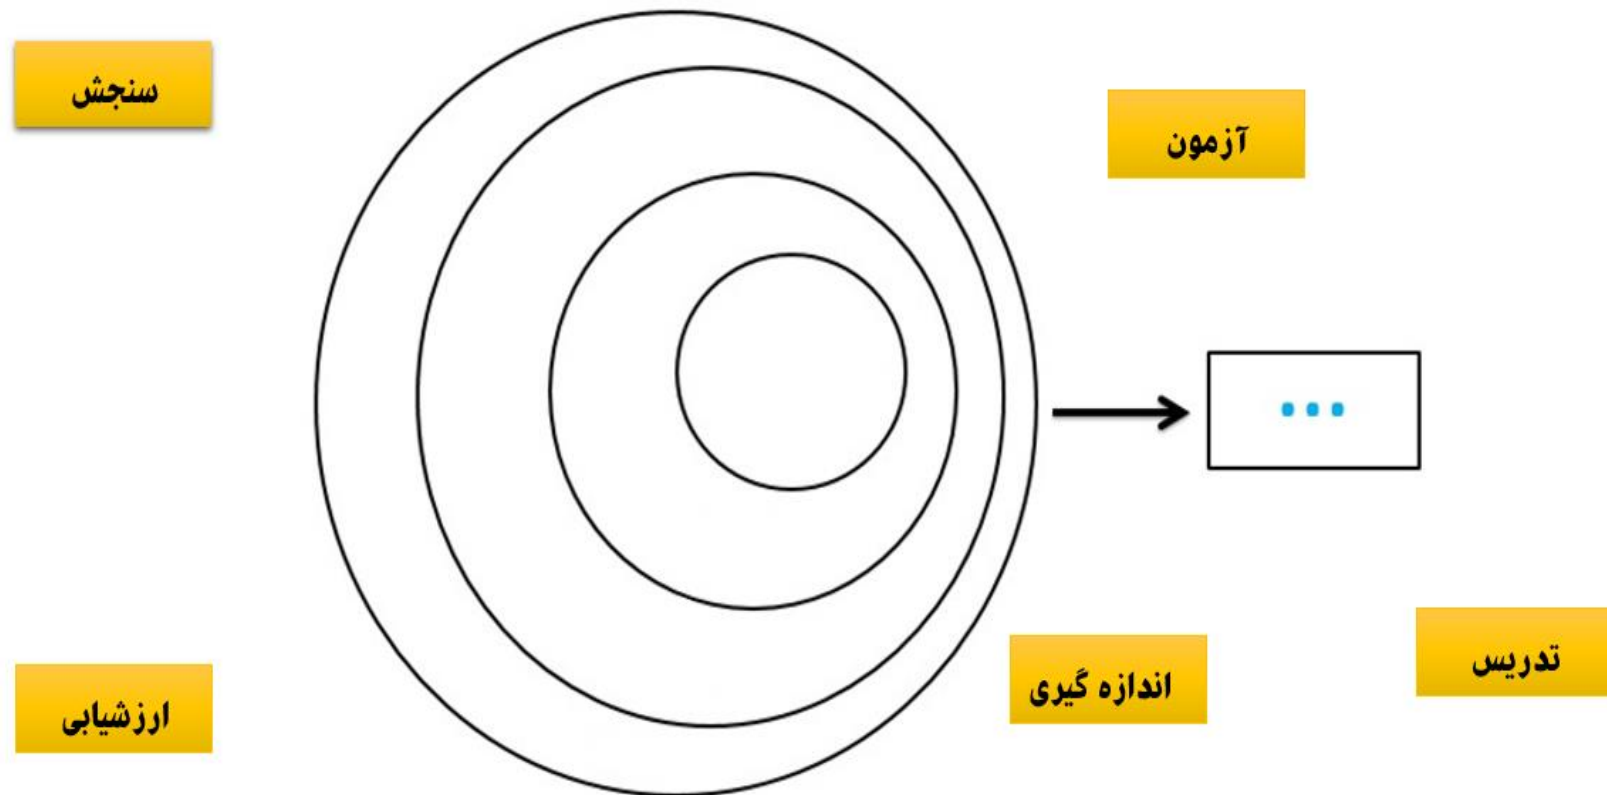 سنجش
آزمون
...
تدریس
اندازه گیری
ارزشیابی